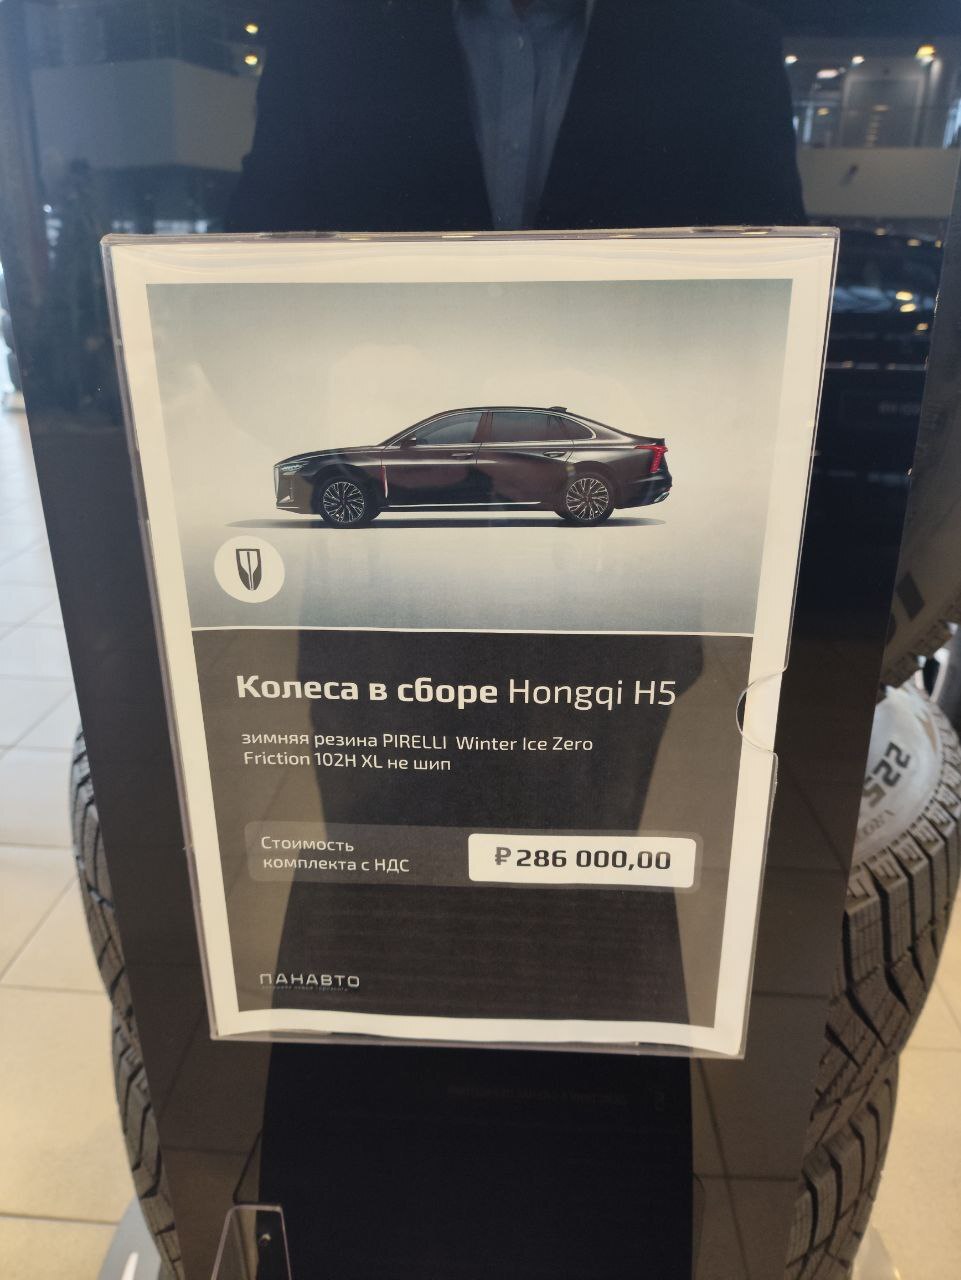 Колеса в сборе Hongqi H5
зимняя резина PIRELLI Winter Ice Zero
Friction 102H XL не шип
Стоимость
комплекта с НДС
₽ 286 000,00
ПАНАВТО
225